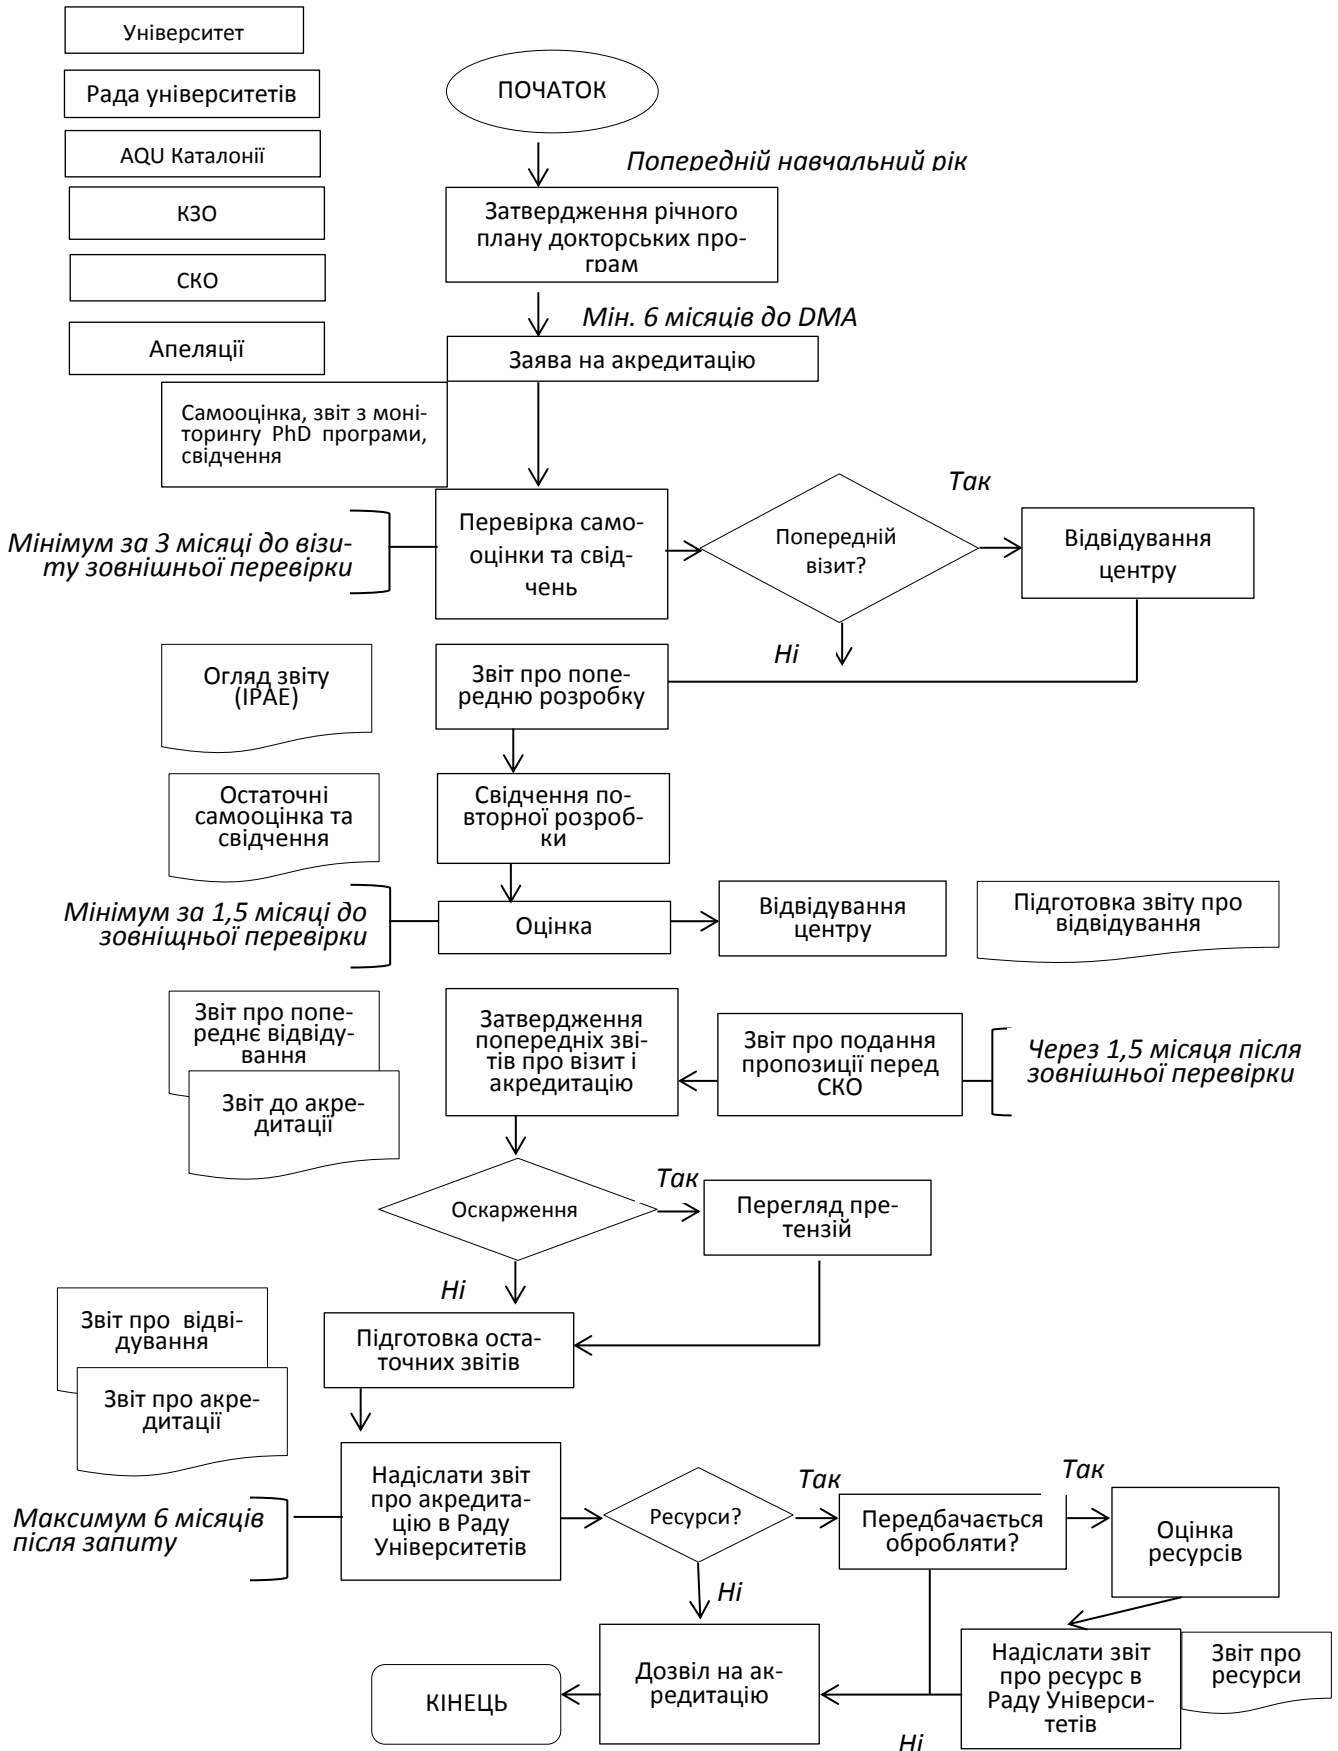 Університет
Рада університетів
AQU Каталонії
КЗО
СКО
Апеляції
ПОЧАТОК
Попередній навчальний рік
Затвердження річного
плану докторських про-
грам
Мін. 6 місяців до DMA
Заява на акредитацію
Самооцінка, звіт з моні-
торингу PhD програми,
свідчення
Мінімум за 3 місяці до візи-
ту зовнішньої перевірки
Перевірка само-
оцінки та свід-
чень
Попередній
візит?
Так
Відвідування
центру
Ні
Огляд звіту
(IPAE)
Звіт про попе-
редню розробку
Остаточні
самооцінка та
свідчення
Свідчення по-
вторної розроб-
ки
Мінімум за 1,5 місяці до
зовніщньої перевірки
Оцінка
Відвідування
центру
Підготовка звіту про
відвідування
Звіт про попе-
реднє відвіду-
вання
Звіт до акре-
дитації
Затвердження
попередніх зві-
тів про візит і
акредитацію
Звіт про подання
пропозиції перед
СКО
Через 1,5 місяця після
зовнішньої перевірки
Оскарження
Так
Перегляд пре-
тензій
Ні
Звіт про відві-
дування
Звіт про акре-
дитації
Підготовка оста-
точних звітів
Максимум 6 місяців
після запиту
Надіслати звіт
про акредита-
цію в Раду
Університетів
Ресурси?
Так
Передбачається
обробляти?
Так
Оцінка
ресурсів
Ні
КІНЕЦЬ
Дозвіл на ак-
редитацію
Надіслати звіт
про ресурс в
Раду Універси-
тетів
Звіт про
ресурси
Ні